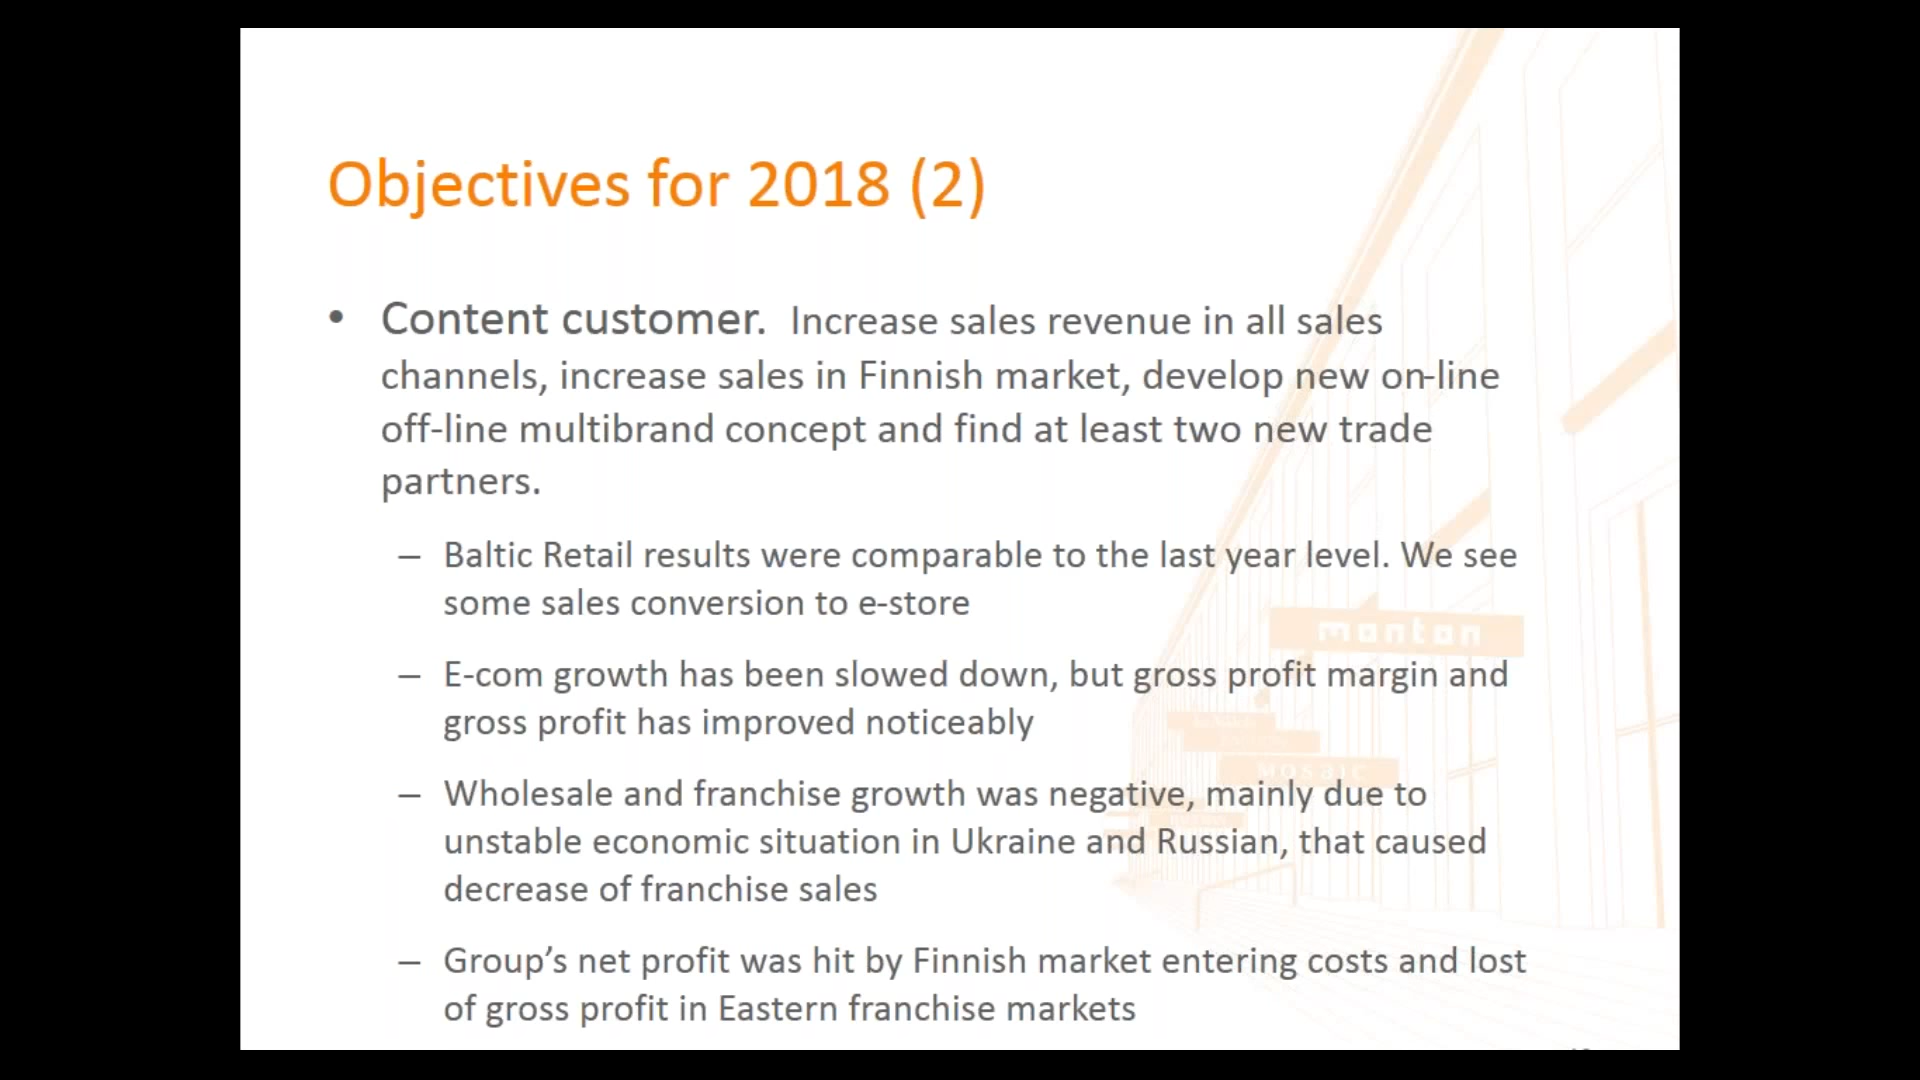 Objectives for 2018 (2)
• Content customer. Increase sales revenue in all sales
channels, increase sales in Finnish market, develop new on-line
off-line multibrand concept and find at least two new trade
partners.
– Baltic Retail results were comparable to the last year level. We see
some sales conversion to e-store
– E-com growth has been slowed down, but gross profit margin and
gross profit has improved noticeably
– Wholesale and franchise growth was negative, mainly due to
unstable economic situation in Ukraine and Russian, that caused
decrease of franchise sales
– Group’s net profit was hit by Finnish market entering costs and lost
of gross profit in Eastern franchise markets
monton
mosaic